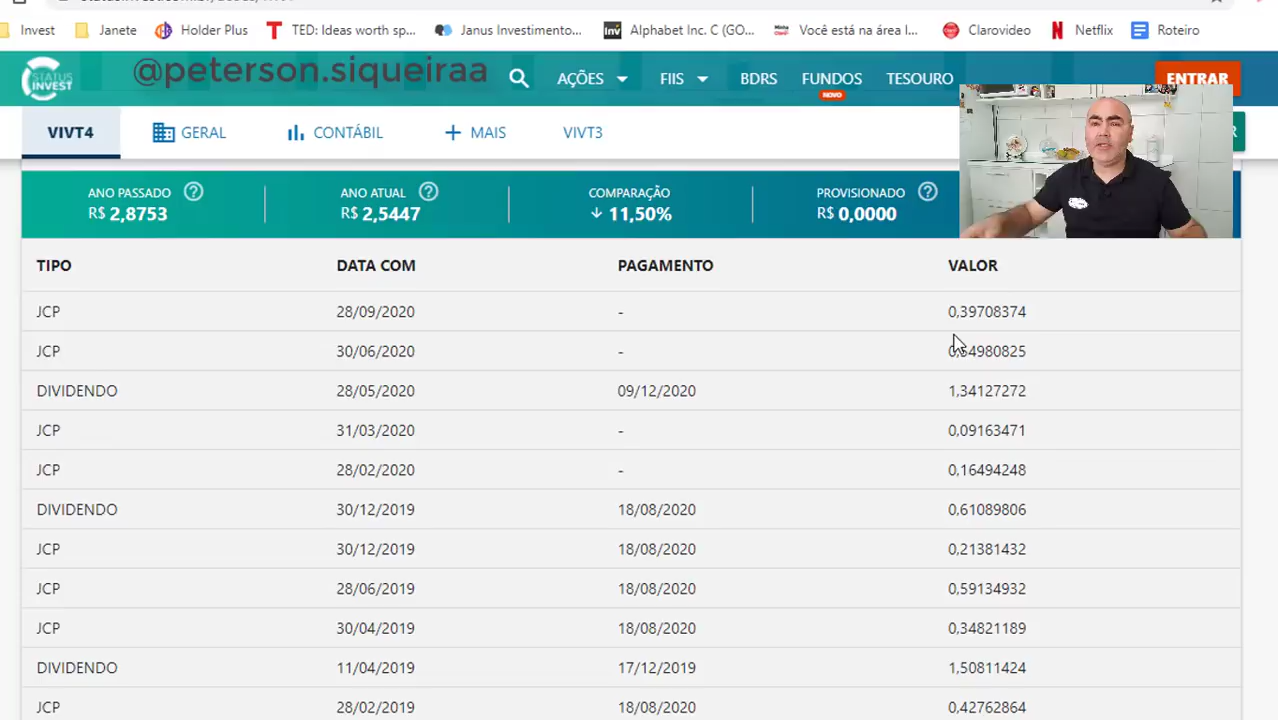 Invest Janete Holder Plus TED: Ideas worth sp... Janus Investimento... Alphabet Inc. C (GO... Você está na área l... Clarovideo Netflix Roteiro
STATUS INVEST @peterson.siqueiraa AÇÕES FIIS BDRS FUNDOS TESOURO ENTRAR
NOVO
VIVT4 GERAL CONTÁBIL + MAIS VIVT3
ANO PASSADO ANO ATUAL COMPARAÇÃO PROVISIONADO
R$ 2,8753 R$ 2,5447 11,50% R$ 0,0000
TIPO DATA COM PAGAMENTO VALOR
JCP 28/09/2020 - 0,39708374
JCP 30/06/2020 -
DIVIDENDO 28/05/2020 09/12/2020 1,34127272
JCP 31/03/2020 - 0,09163471
JCP 28/02/2020 - 0,16494248
DIVIDENDO 30/12/2019 18/08/2020 0,61089806
JCP 30/12/2019 18/08/2020 0,21381432
JCP 28/06/2019 18/08/2020 0,59134932
JCP 30/04/2019 18/08/2020 0,34821189
DIVIDENDO 11/04/2019 17/12/2019 1,50811424
JCP 28/02/2019 18/08/2020 0,42762864